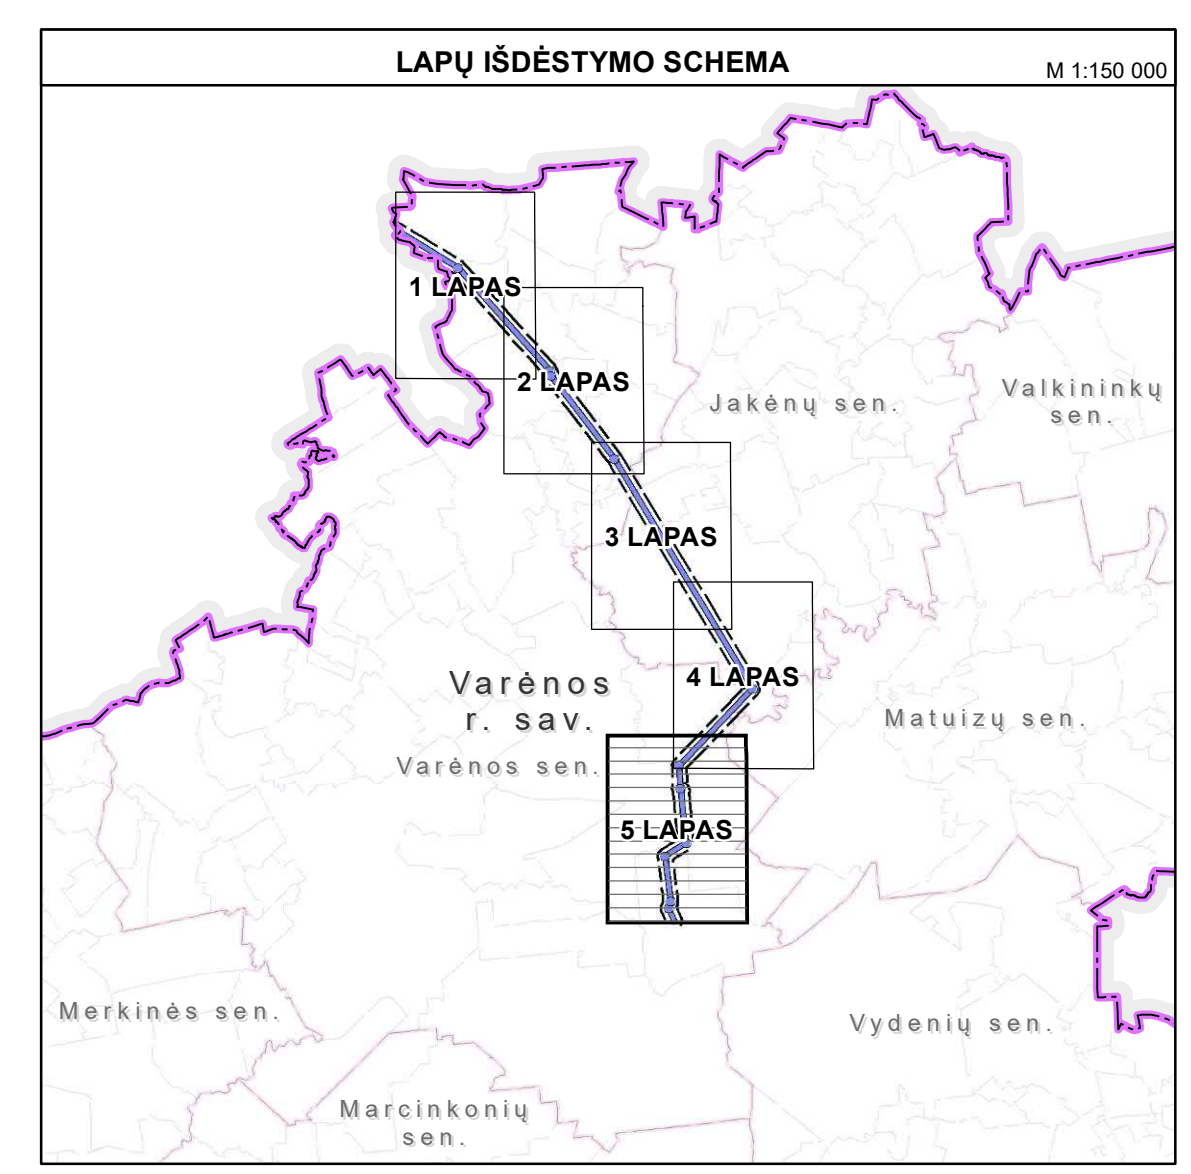 LAPŲ IŠDĖSTYMO SCHEMA
M 1:150 000
1 LAPAS
2 LAPAS
Jakėnų sen.
Valkininkų
sen.
3 LAPAS
4 LAPAS
Varėnos
r. sav.
Matuizų sen.
Varėnos sen.
5 LAPAS
Merkinės sen.
Vydenių sen.
Marcinkonių
sen.